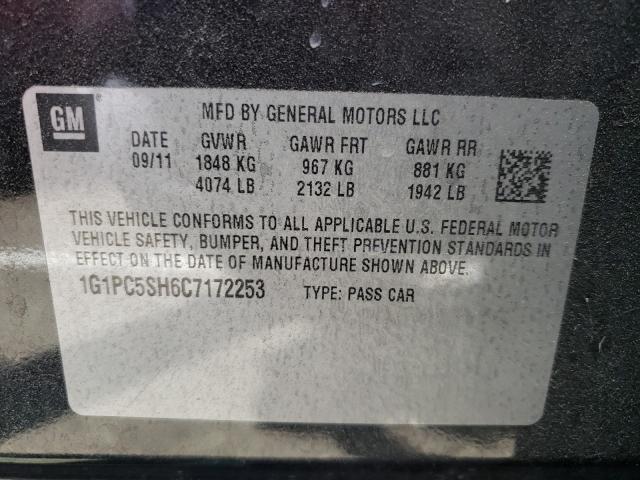 GM
MFD BY GENERAL MOTORS LLC
DATE GVWR GAWR FRT GAWR RR
09/11 1848 KG 967 KG 881 KG
4074 LB 2132 LB 1942 LB
THIS VEHICLE CONFORMS TO ALL APPLICABLE U.S. FEDERAL MOTOR
VEHICLE SAFETY, BUMPER, AND THEFT PREVENTION STANDARDS IN
EFFECT ON THE DATE OF MANUFACTURE SHOWN ABOVE.
1G1PC5SH6C7172253 TYPE: PASS CAR